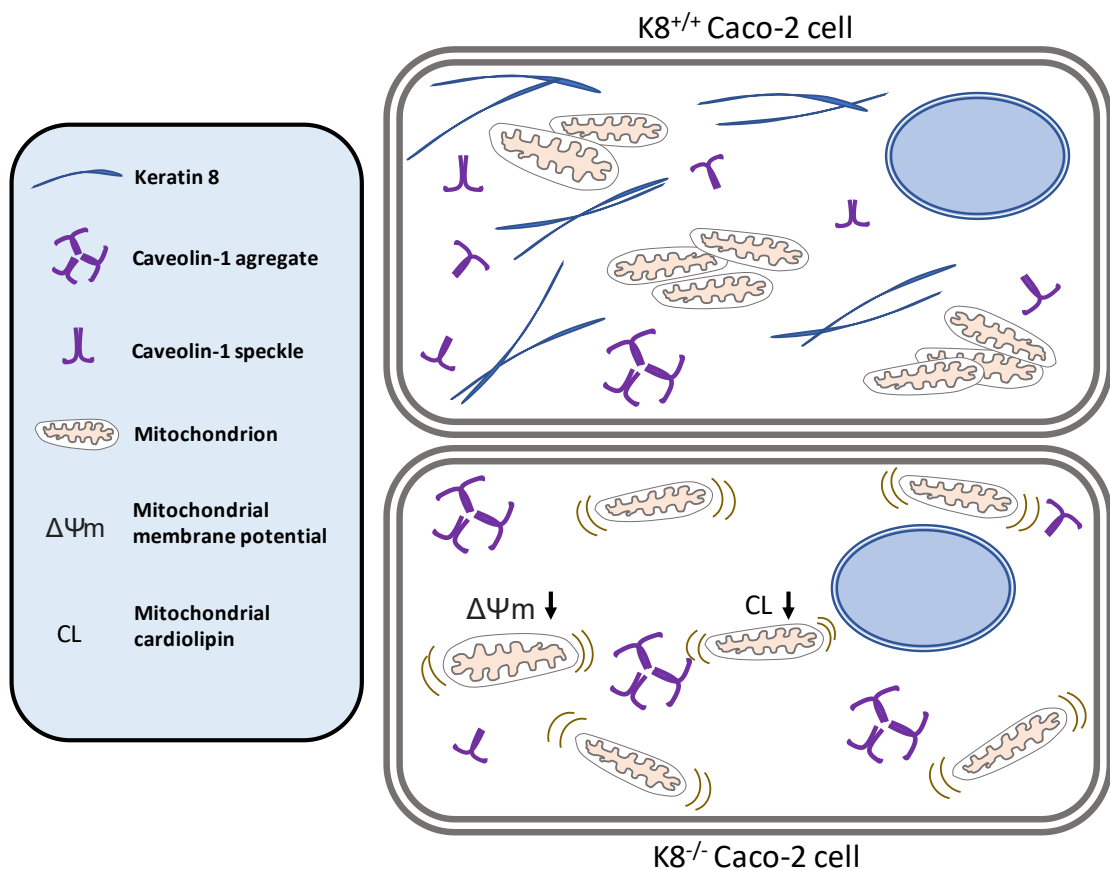 K8+/+ Caco-2 cell
Keratin 8
Caveolin-1 agregate
Caveolin-1 speckle
Mitochondrion
ΔΨm
Mitochondrial
membrane potential
CL
Mitochondrial
cardiolipin
ΔΨm
CL
K8-/- Caco-2 cell